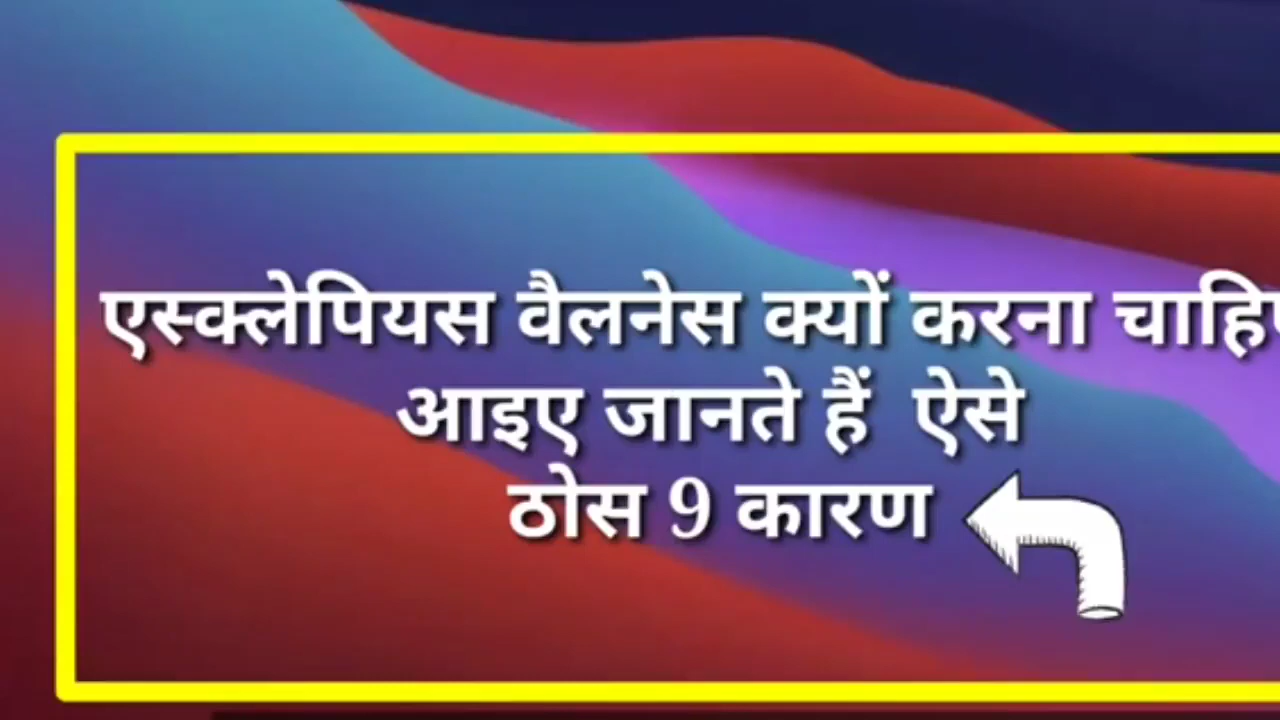 एस्क्लेपियस वैलनेस क्यों करना
आइए जानते हैं ऐसे
ठोस 9 कारण